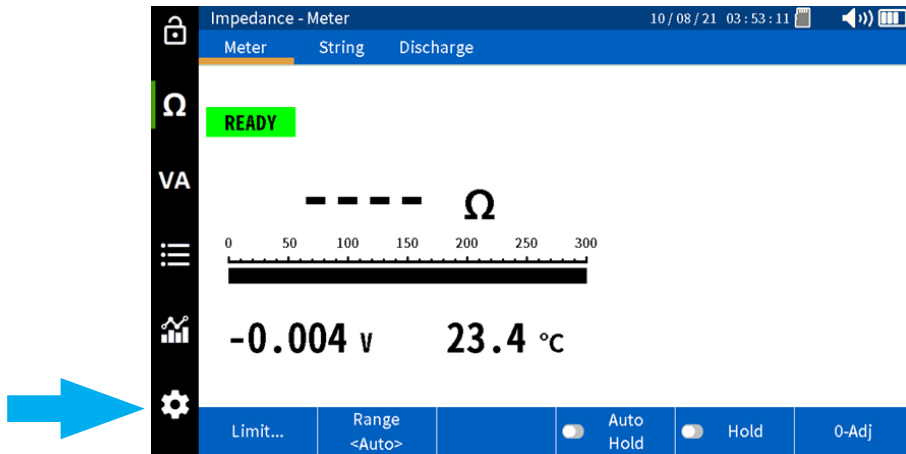 Impedance - Meter 10/08/21 03:53:11
Meter String Discharge
Ω
READY
VA
---- Ω
0 50 100 150 200 250 300
-0.004 V 23.4 °C
Limit... Range <Auto> Auto Hold Hold 0-Adj